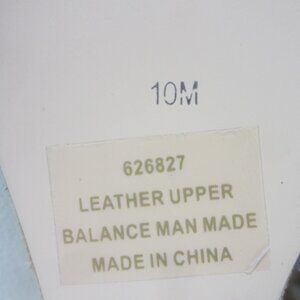 10M
626827
LEATHER UPPER
BALANCE MAN MADE
MADE IN CHINA